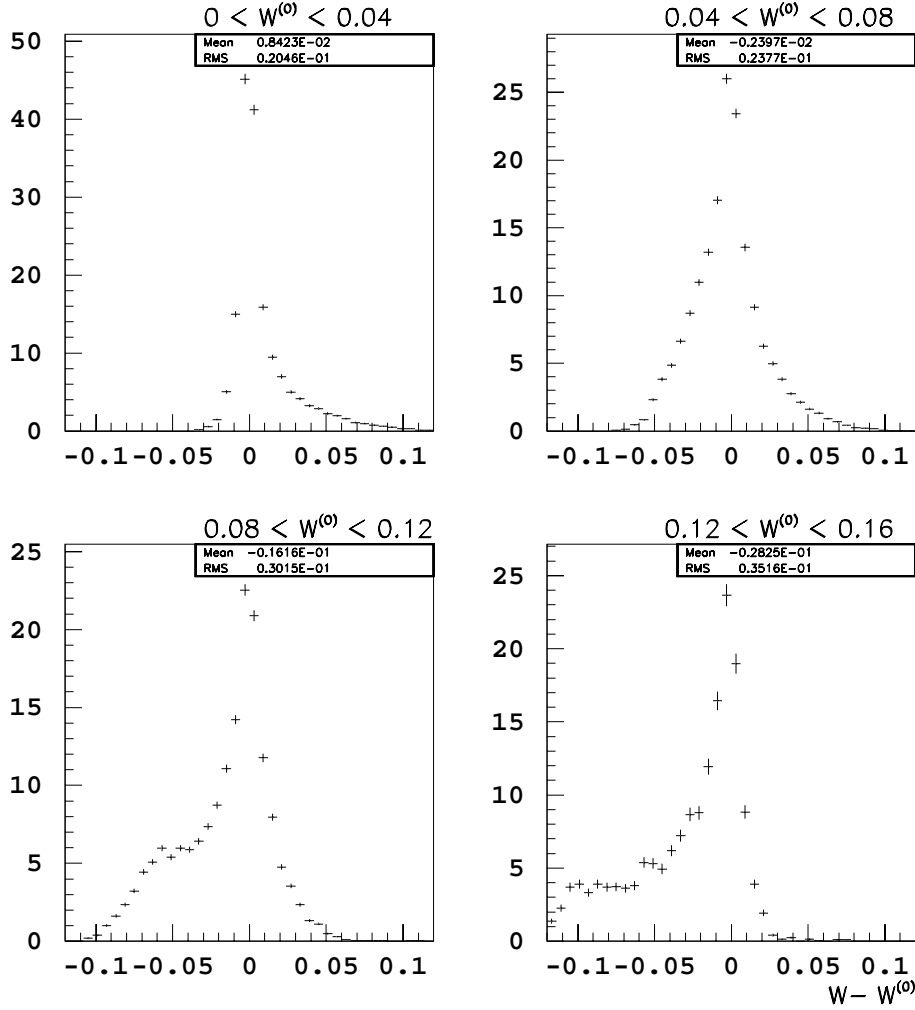 0 < W(0) < 0.04
Mean 0.8423E-02
RMS 0.2046E-01
50
40
30
20
10
0
-0.1 -0.05 0 0.05 0.1
0.04 < W(0) < 0.08
Mean -0.2397E-02
RMS 0.2377E-01
25
20
15
10
5
0
-0.1 -0.05 0 0.05 0.1
0.08 < W(0) < 0.12
Mean -0.1616E-01
RMS 0.3015E-01
25
20
15
10
5
0
-0.1 -0.05 0 0.05 0.1
0.12 < W(0) < 0.16
Mean -0.2825E-01
RMS 0.3516E-01
25
20
15
10
5
0
-0.1 -0.05 0 0.05 0.1
W - W(0)